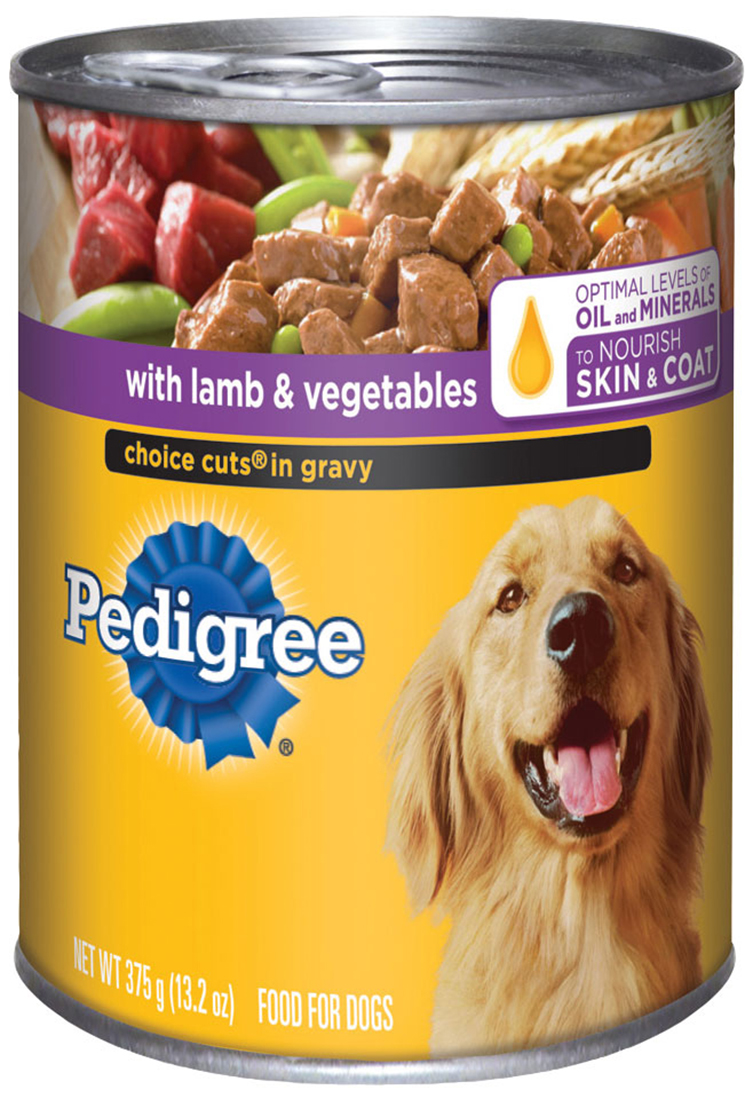 OPTIMAL LEVELS OF
OIL and MINERALS
TO NOURISH
SKIN & COAT
with lamb & vegetables
choice cuts® in gravy
Pedigree
®
NET WT 375 g (13.2 oz) FOOD FOR DOGS